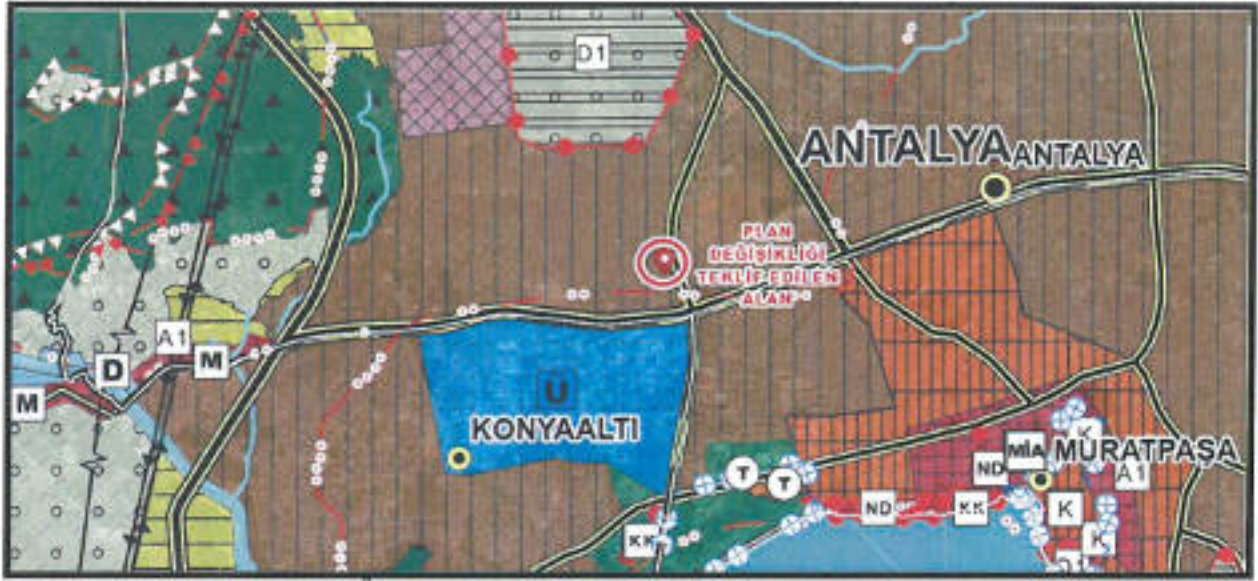 D1
ANTALYA ANTALYA
PLAN
DEĞİŞİKLİĞİ
TEKLİF EDİLEN
ALAN
A1
D
M
M
U
KONYAALTI
K
MİA
MURATPAŞA
ND
A1
T
T
ND
KK
K
KK
K